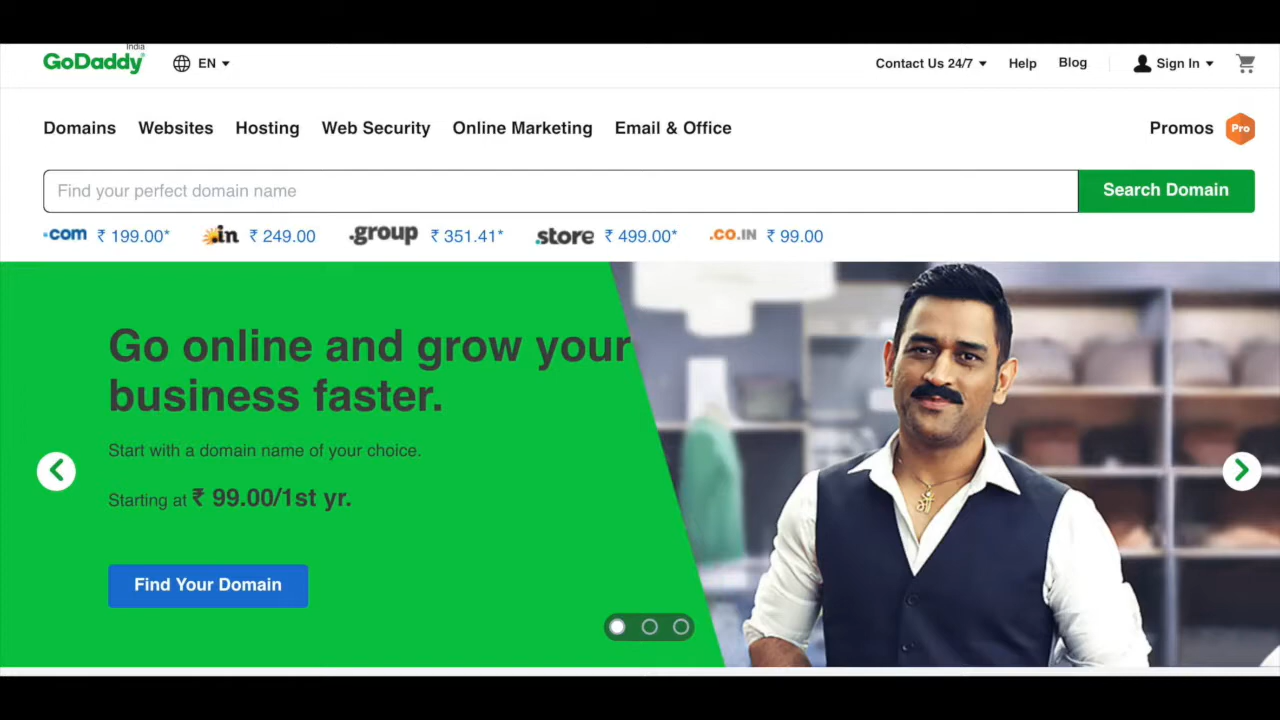 India
GoDaddy
EN
Contact Us 24/7
Help
Blog
Sign In
Domains
Websites
Hosting
Web Security
Online Marketing
Email & Office
Promos
Pro
Find your perfect domain name
Search Domain
.com ₹ 199.00*
.in ₹ 249.00
.group ₹ 351.41*
.store ₹ 499.00*
.CO.IN ₹ 99.00
Go online and grow your
business faster.
Start with a domain name of your choice.
Starting at ₹ 99.00/1st yr.
Find Your Domain